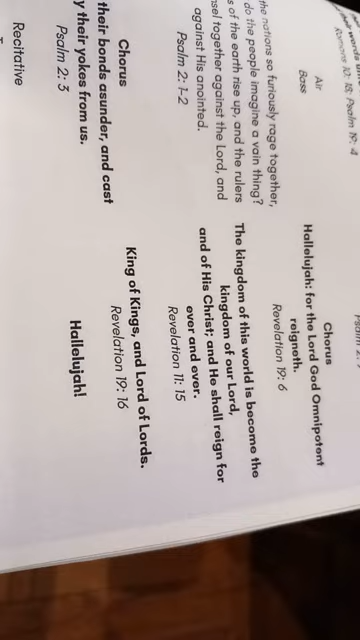 words un
Romans 10: 18; Psalm 19: 4
Air
Bass
the nations so furiously rage together,
do the people imagine a vain thing?
s of the earth rise up, and the rulers
sel together against the Lord, and
against His anointed.
Psalm 2: 1-2
Chorus
their bonds asunder, and cast
y their yokes from us.
Psalm 2: 3
Recitative
Psalm 2:
Chorus
Hallelujah: for the Lord God Omnipotent
reigneth.
Revelation 19: 6
The kingdom of this world is become the
kingdom of our Lord,
and of His Christ; and He shall reign for
ever and ever.
Revelation 11: 15
King of Kings, and Lord of Lords.
Revelation 19: 16
Hallelujah!